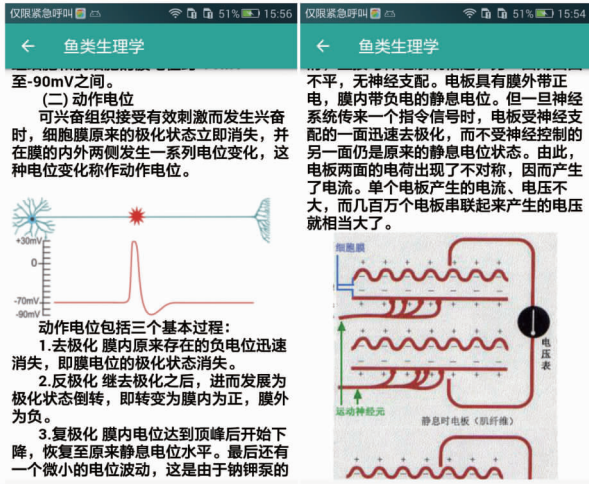 仅限紧急呼叫
51%
15:56
鱼类生理学
至-90mV之间。
(二) 动作电位
可兴奋组织接受有效刺激而发生兴奋
时，细胞膜原来的极化状态立即消失，并
在膜的内外两侧发生一系列电位变化，这
种电位变化称作动作电位。
+30mV
0
-70mV
-90mV
动作电位包括三个基本过程：
1.去极化 膜内原来存在的负电位迅速
消失，即膜电位的极化状态消失。
2.反极化 继去极化之后，进而发展为
极化状态倒转，即转变为膜内为正，膜外
为负。
3.复极化 膜内电位达到顶峰后开始下
降，恢复至原来静息电位水平。最后还有
一个微小的电位波动，这是由于钠钾泵的
仅限紧急呼叫
51%
15:54
鱼类生理学
不平，无神经支配。电板具有膜外带正
电，膜内带负电的静息电位。但一旦神经
系统传来一个指令信号时，电板受神经支
配的一面迅速去极化，而不受神经控制的
另一面仍是原来的静息电位状态。由此，
电板两面的电荷出现了不对称，因而产生
了电流。单个电板产生的电流、电压不
大，而几百万个电板串联起来产生的电压
就相当大了。
细胞膜
电压表
运动神经元
静息时电板（肌纤维）